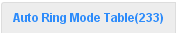 Auto Ring Mode Table(233)